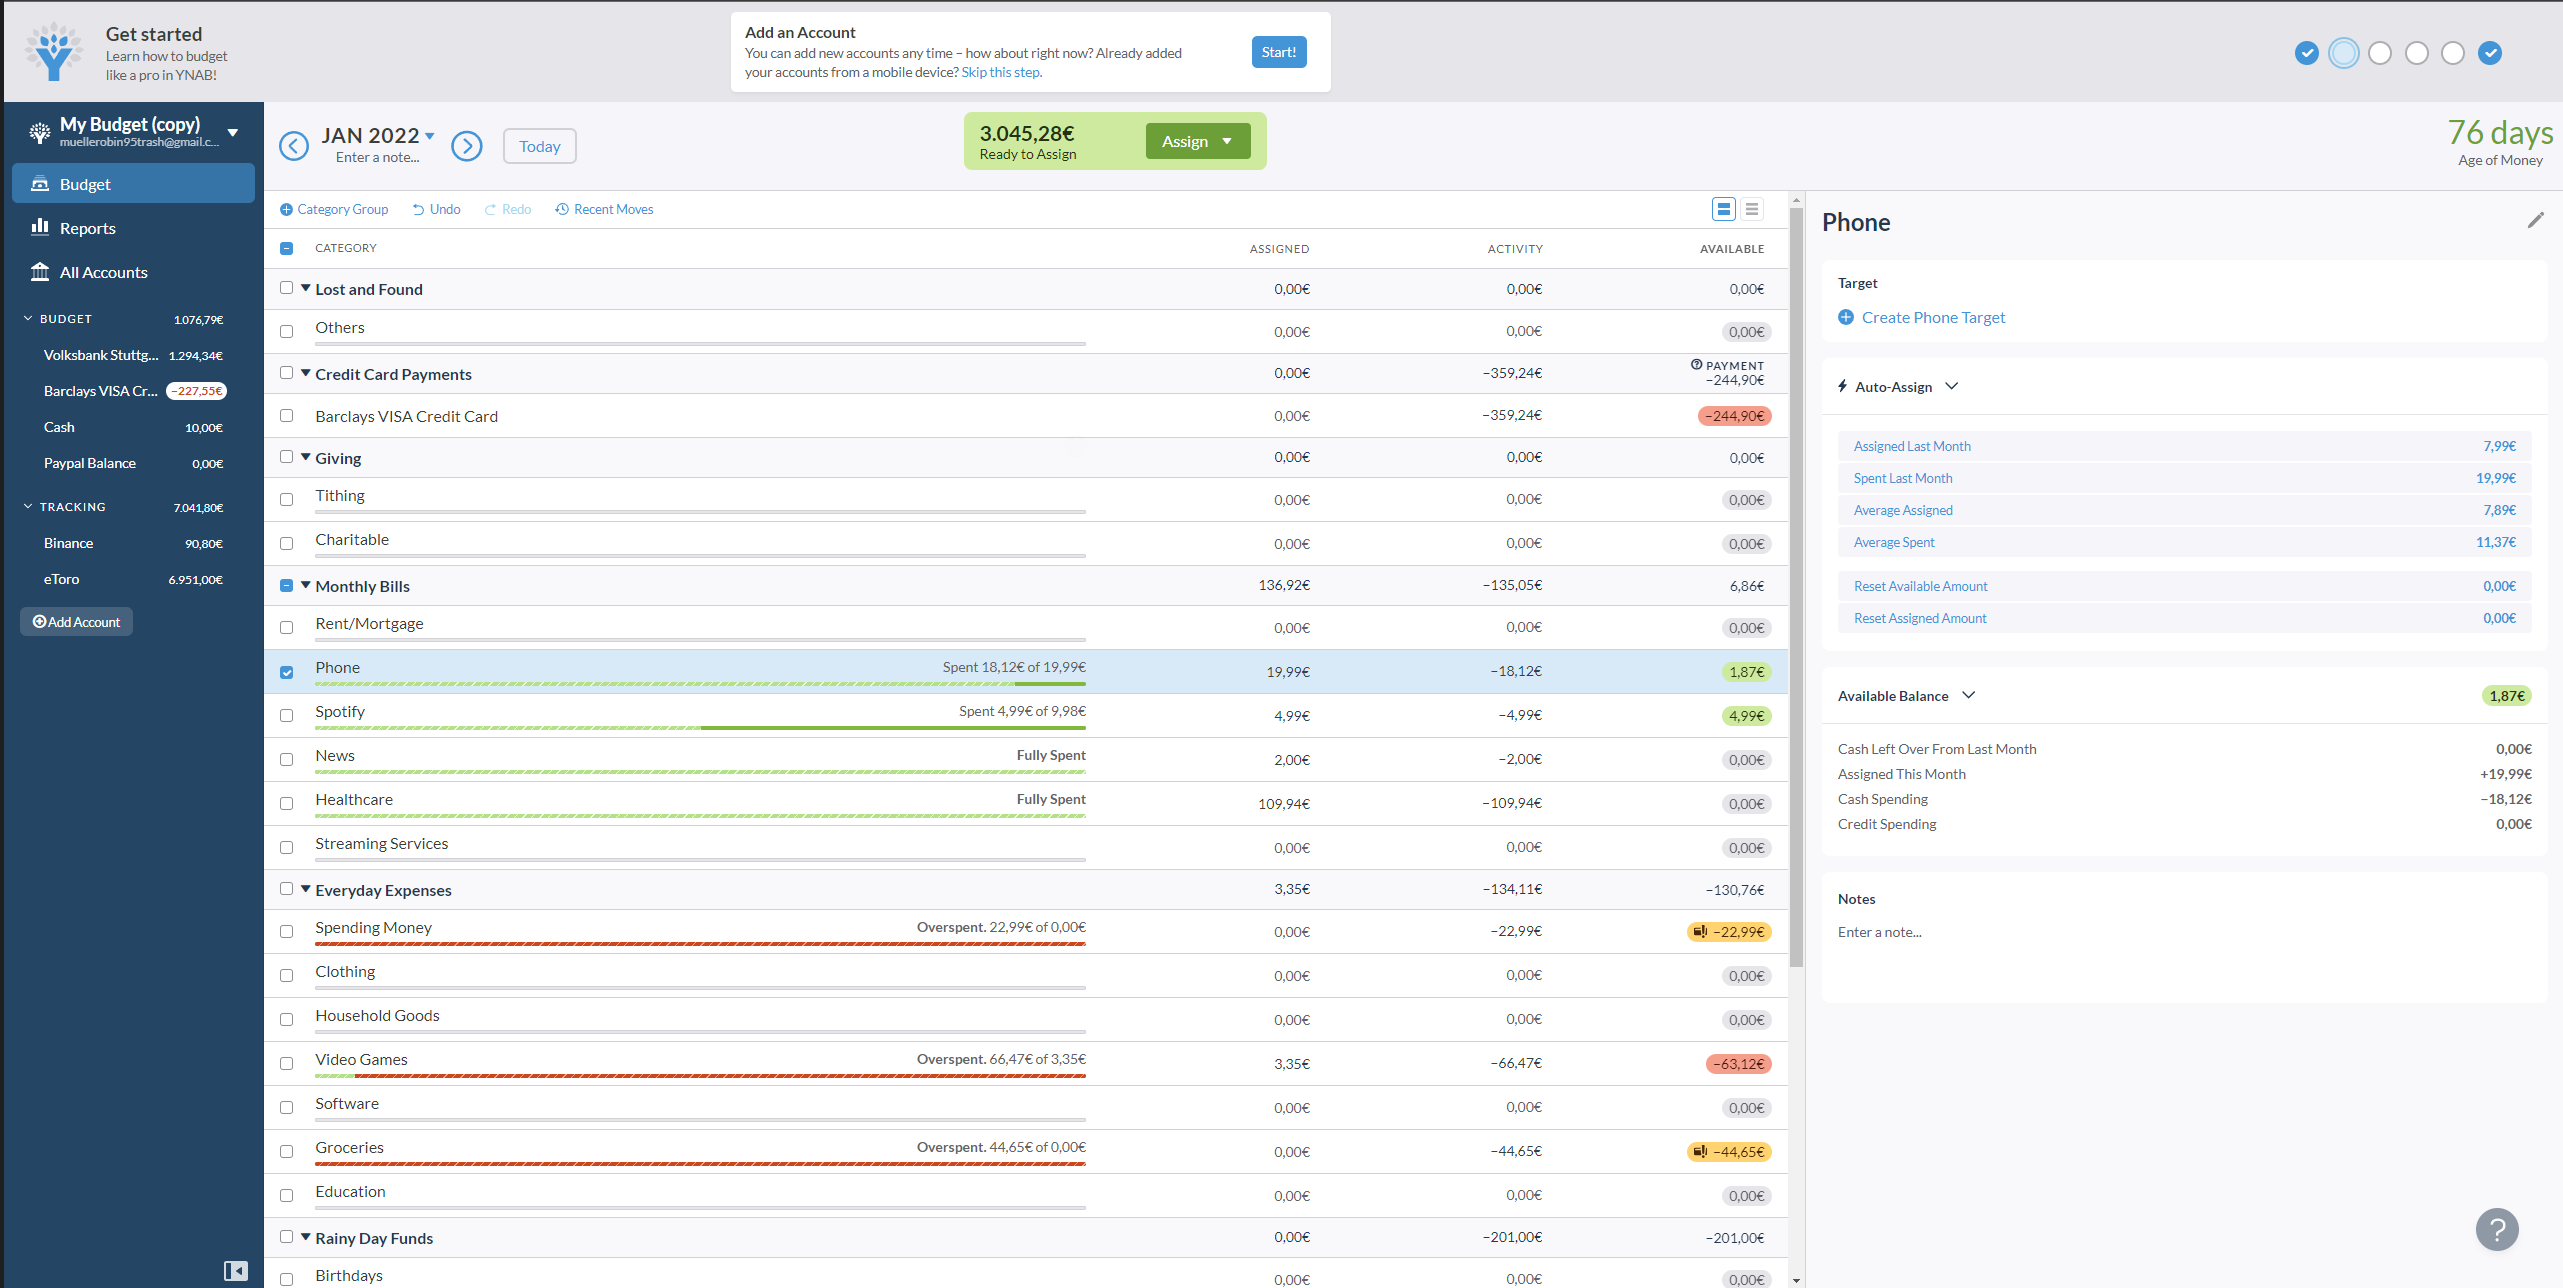 Get started
Learn how to budget
like a pro in YNAB!
Add an Account
You can add new accounts any time – how about right now? Already added
your accounts from a mobile device? Skip this step.
Start!
My Budget (copy)
muellerobin95trash@gmail.c...
Budget
Reports
All Accounts
BUDGET 1.076,79€
Volksbank Stuttg... 1.294,34€
Barclays VISA Cr... −227,55€
Cash 10,00€
Paypal Balance 0,00€
TRACKING 7.041,80€
Binance 90,80€
eToro 6.951,00€
Add Account
JAN 2022
Enter a note...
Today
3.045,28€
Ready to Assign
Assign
76 days
Age of Money
Category Group Undo Redo Recent Moves
CATEGORY ASSIGNED ACTIVITY AVAILABLE
Lost and Found 0,00€ 0,00€ 0,00€
Others 0,00€ 0,00€ 0,00€
Credit Card Payments 0,00€ −359,24€ PAYMENT
−244,90€
Barclays VISA Credit Card 0,00€ −359,24€ −244,90€
Giving 0,00€ 0,00€ 0,00€
Tithing 0,00€ 0,00€ 0,00€
Charitable 0,00€ 0,00€ 0,00€
Monthly Bills 136,92€ −135,05€ 6,86€
Rent/Mortgage 0,00€ 0,00€ 0,00€
Phone Spent 18,12€ of 19,99€ 19,99€ −18,12€ 1,87€
Spotify Spent 4,99€ of 9,98€ 4,99€ −4,99€ 4,99€
News Fully Spent 2,00€ −2,00€ 0,00€
Healthcare Fully Spent 109,94€ −109,94€ 0,00€
Streaming Services 0,00€ 0,00€ 0,00€
Everyday Expenses 3,35€ −134,11€ −130,76€
Spending Money Overspent. 22,99€ of 0,00€ 0,00€ −22,99€ −22,99€
Clothing 0,00€ 0,00€ 0,00€
Household Goods 0,00€ 0,00€ 0,00€
Video Games Overspent. 66,47€ of 3,35€ 3,35€ −66,47€ −63,12€
Software 0,00€ 0,00€ 0,00€
Groceries Overspent. 44,65€ of 0,00€ 0,00€ −44,65€ −44,65€
Education 0,00€ 0,00€ 0,00€
Rainy Day Funds 0,00€ −201,00€ −201,00€
Birthdays 0,00€ 0,00€ 0,00€
Phone
Target
Create Phone Target
Auto-Assign
Assigned Last Month 7,99€
Spent Last Month 19,99€
Average Assigned 7,89€
Average Spent 11,37€
Reset Available Amount 0,00€
Reset Assigned Amount 0,00€
Available Balance 1,87€
Cash Left Over From Last Month 0,00€
Assigned This Month +19,99€
Cash Spending −18,12€
Credit Spending 0,00€
Notes
Enter a note...
?